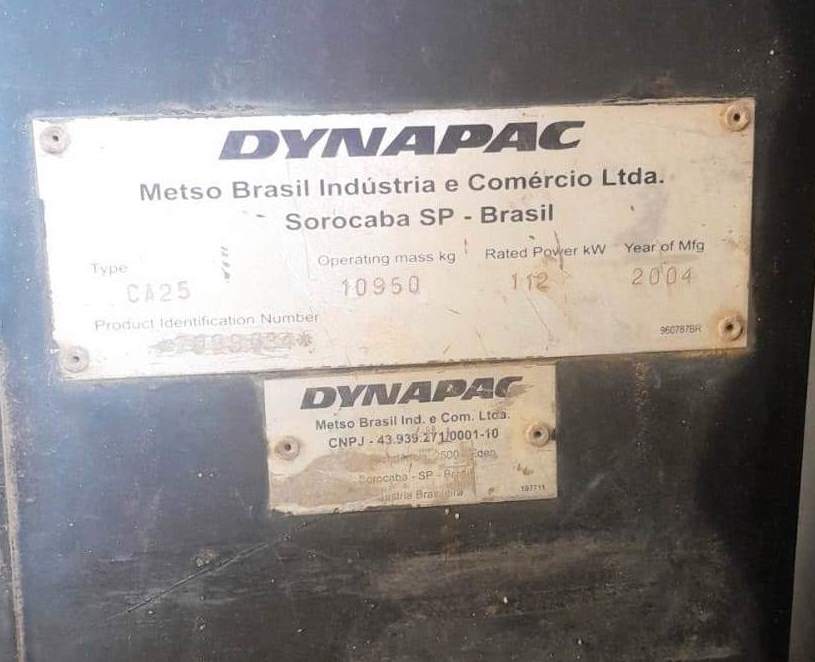 DYNAPAC
Metso Brasil Indústria e Comércio Ltda.
Sorocaba SP - Brasil
Type Operating mass kg Rated Power kW Year of Mfg
CA25 10950 112 2004
Product Identification Number
960787BR
DYNAPAC
Metso Brasil Ind. e Com. Ltda.
CNPJ - 43.939.271/0001-10
Eden
Sorocaba - SP -
197711